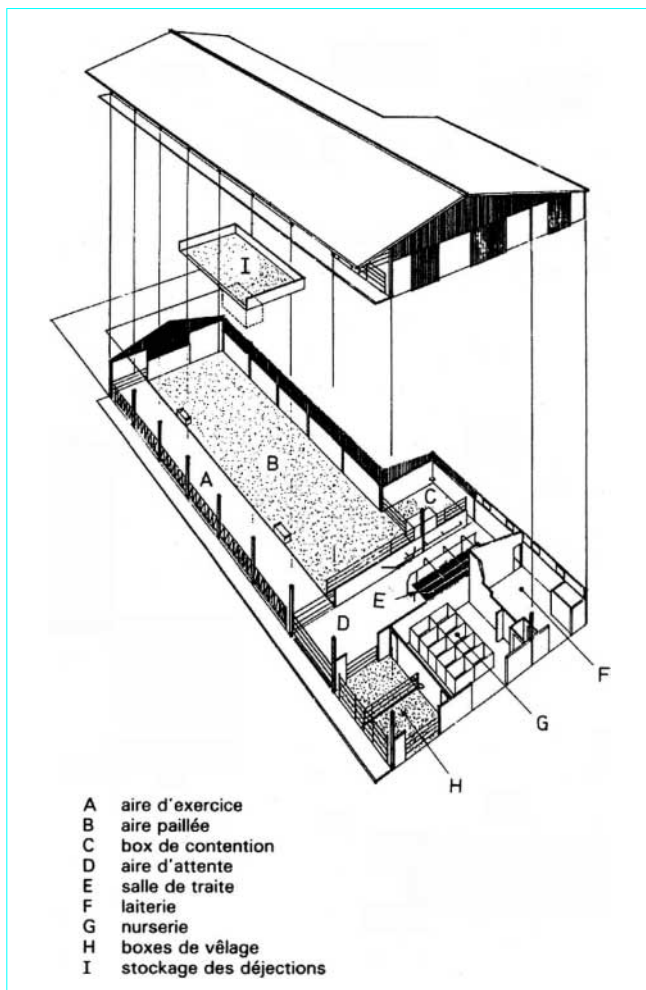 I
B
A
C
E
D
F
G
H
A aire d'exercice
B aire paillée
C box de contention
D aire d'attente
E salle de traite
F laiterie
G nurserie
H boxes de vêlage
I stockage des déjections